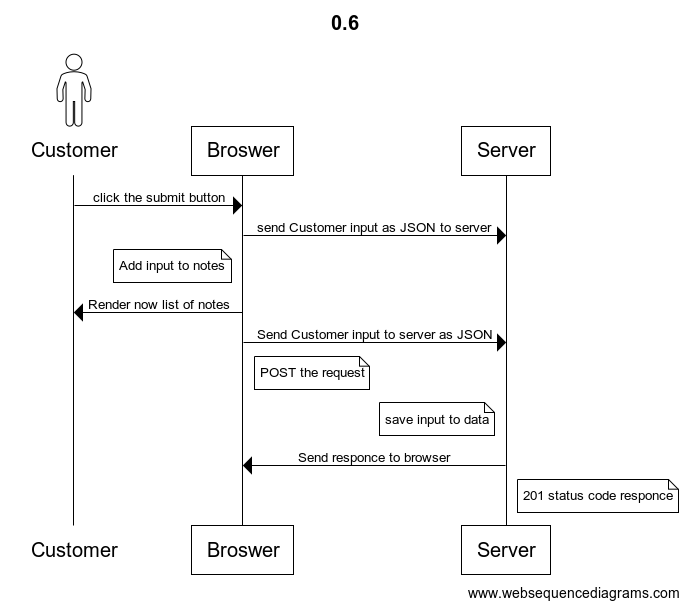 0.6
Customer
Broswer
Server
click the submit button
send Customer input as JSON to server
Add input to notes
Render now list of notes
Send Customer input to server as JSON
POST the request
save input to data
Send responce to browser
201 status code responce
Customer
Broswer
Server
www.websequencediagrams.com